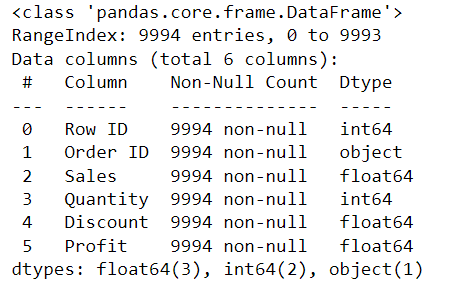 <class 'pandas.core.frame.DataFrame'>
RangeIndex: 9994 entries, 0 to 9993
Data columns (total 6 columns):
 #   Column    Non-Null Count  Dtype
---  ------    --------------  -----
 0   Row ID    9994 non-null   int64
 1   Order ID  9994 non-null   object
 2   Sales     9994 non-null   float64
 3   Quantity  9994 non-null   int64
 4   Discount  9994 non-null   float64
 5   Profit    9994 non-null   float64
dtypes: float64(3), int64(2), object(1)